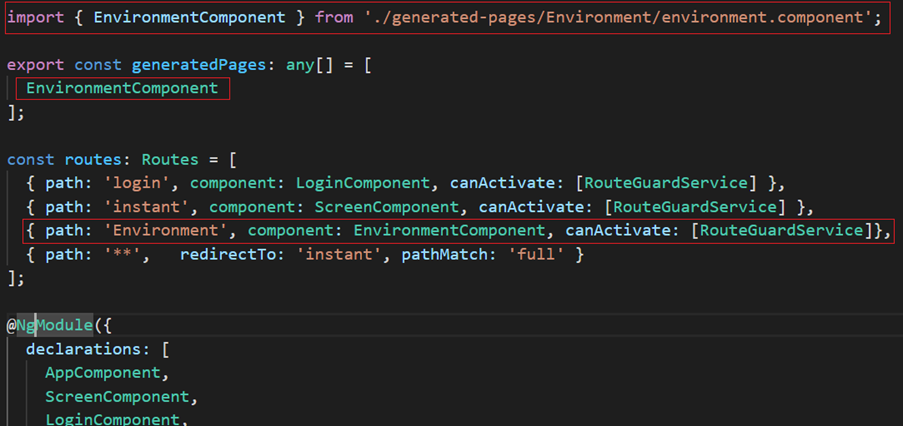 import { EnvironmentComponent } from './generated-pages/Environment/environment.component';
export const generatedPages: any[] = [
EnvironmentComponent
];
const routes: Routes = [
{ path: 'login', component: LoginComponent, canActivate: [RouteGuardService] },
{ path: 'instant', component: ScreenComponent, canActivate: [RouteGuardService] },
{ path: 'Environment', component: EnvironmentComponent, canActivate: [RouteGuardService]},
{ path: '**',   redirectTo: 'instant', pathMatch: 'full' }
];
@NgModule({
declarations: [
AppComponent,
ScreenComponent,
LoginComponent,